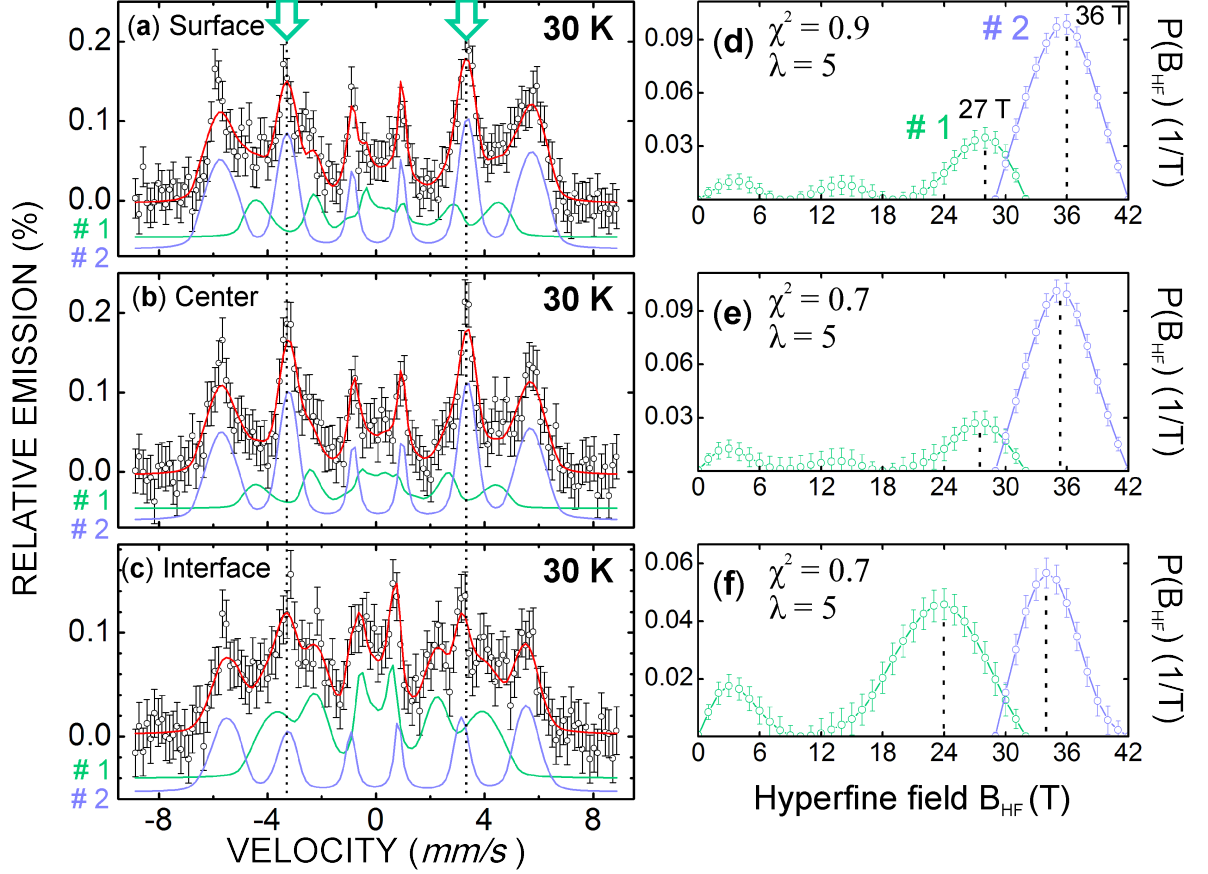 RELATIVE EMISSION (%)
(a) Surface
30 K
0.2
0.1
0.0
# 1
# 2
(b) Center
30 K
0.2
0.1
0.0
# 1
# 2
(c) Interface
30 K
0.1
0.0
# 1
# 2
-8 -4 0 4 8
VELOCITY (mm/s)
(d) χ² = 0.9
λ = 5
# 2
36 T
# 1
27 T
0.09
0.06
0.03
0 6 12 18 24 30 36 42
P(B_HF) (1/T)
(e) χ² = 0.7
λ = 5
0.09
0.06
0.03
0 6 12 18 24 30 36 42
P(B_HF) (1/T)
(f) χ² = 0.7
λ = 5
0.06
0.04
0.02
0 6 12 18 24 30 36 42
P(B_HF) (1/T)
Hyperfine field B_HF (T)